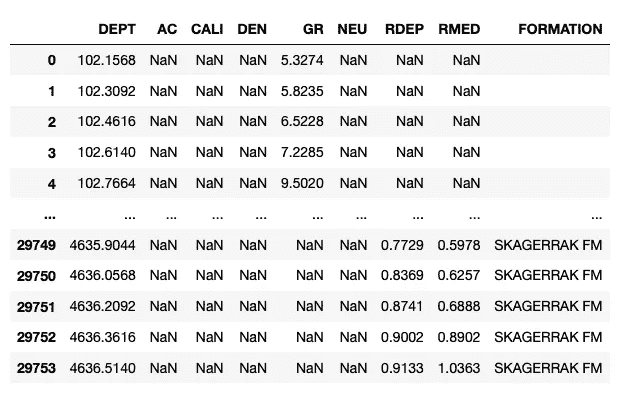 DEPT AC CALI DEN GR NEU RDEP RMED FORMATION
0 102.1568 NaN NaN NaN 5.3274 NaN NaN NaN
1 102.3092 NaN NaN NaN 5.8235 NaN NaN NaN
2 102.4616 NaN NaN NaN 6.5228 NaN NaN NaN
3 102.6140 NaN NaN NaN 7.2285 NaN NaN NaN
4 102.7664 NaN NaN NaN 9.5020 NaN NaN NaN
... ... ... ... ... ... ... ... ... ...
29749 4635.9044 NaN NaN NaN NaN NaN 0.7729 0.5978 SKAGERRAK FM
29750 4636.0568 NaN NaN NaN NaN NaN 0.8369 0.6257 SKAGERRAK FM
29751 4636.2092 NaN NaN NaN NaN NaN 0.8741 0.6888 SKAGERRAK FM
29752 4636.3616 NaN NaN NaN NaN NaN 0.9002 0.8902 SKAGERRAK FM
29753 4636.5140 NaN NaN NaN NaN NaN 0.9133 1.0363 SKAGERRAK FM